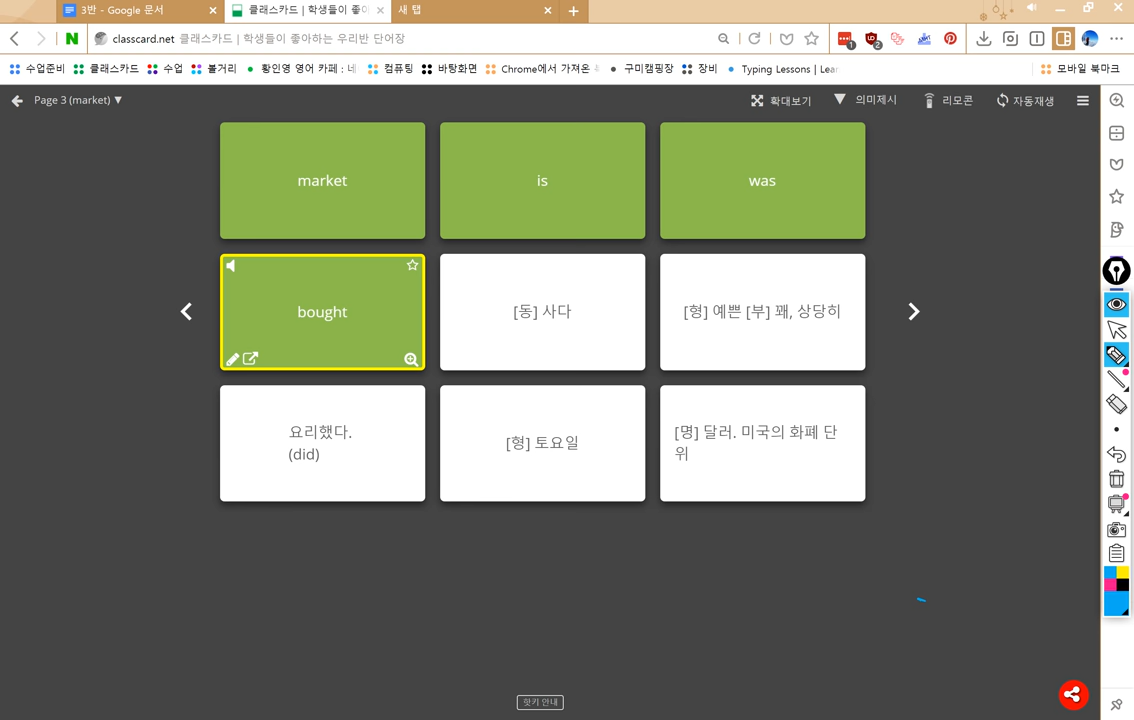 3반 - Google 문서
클래스카드 | 학생들이 좋아
새 탭
classcard.net 클래스카드 | 학생들이 좋아하는 우리반 단어장
수업준비 클래스카드 수업 볼거리 황인영 영어 카페 : 네 컴퓨팅 바탕화면 Chrome에서 가져온 구미캠핑장 장비 Typing Lessons | Lear 모바일 북마크
Page 3 (market) ▼
확대보기 의미제시 리모콘 자동재생
market
is
was
bought
[동] 사다
[형] 예쁜 [부] 꽤, 상당히
요리했다.
(did)
[형] 토요일
[명] 달러. 미국의 화폐 단
위
핫키 안내